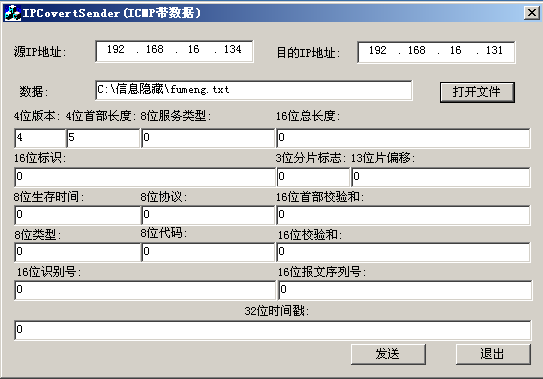 IPCovertSender(ICMP带数据)
源IP地址: 192 . 168 . 16 . 134 目的IP地址: 192 . 168 . 16 . 131
数据: C:\信息隐藏\fumeng.txt 打开文件
4位版本: 4位首部长度: 8位服务类型: 16位总长度:
4 5 0 0
16位标识: 3位分片标志: 13位片偏移:
0 0 0
8位生存时间: 8位协议: 16位首部校验和:
0 0 0
8位类型: 8位代码: 16位校验和:
0 0 0
16位识别号: 16位报文序列号:
0 0
32位时间戳:
0
发送 退出